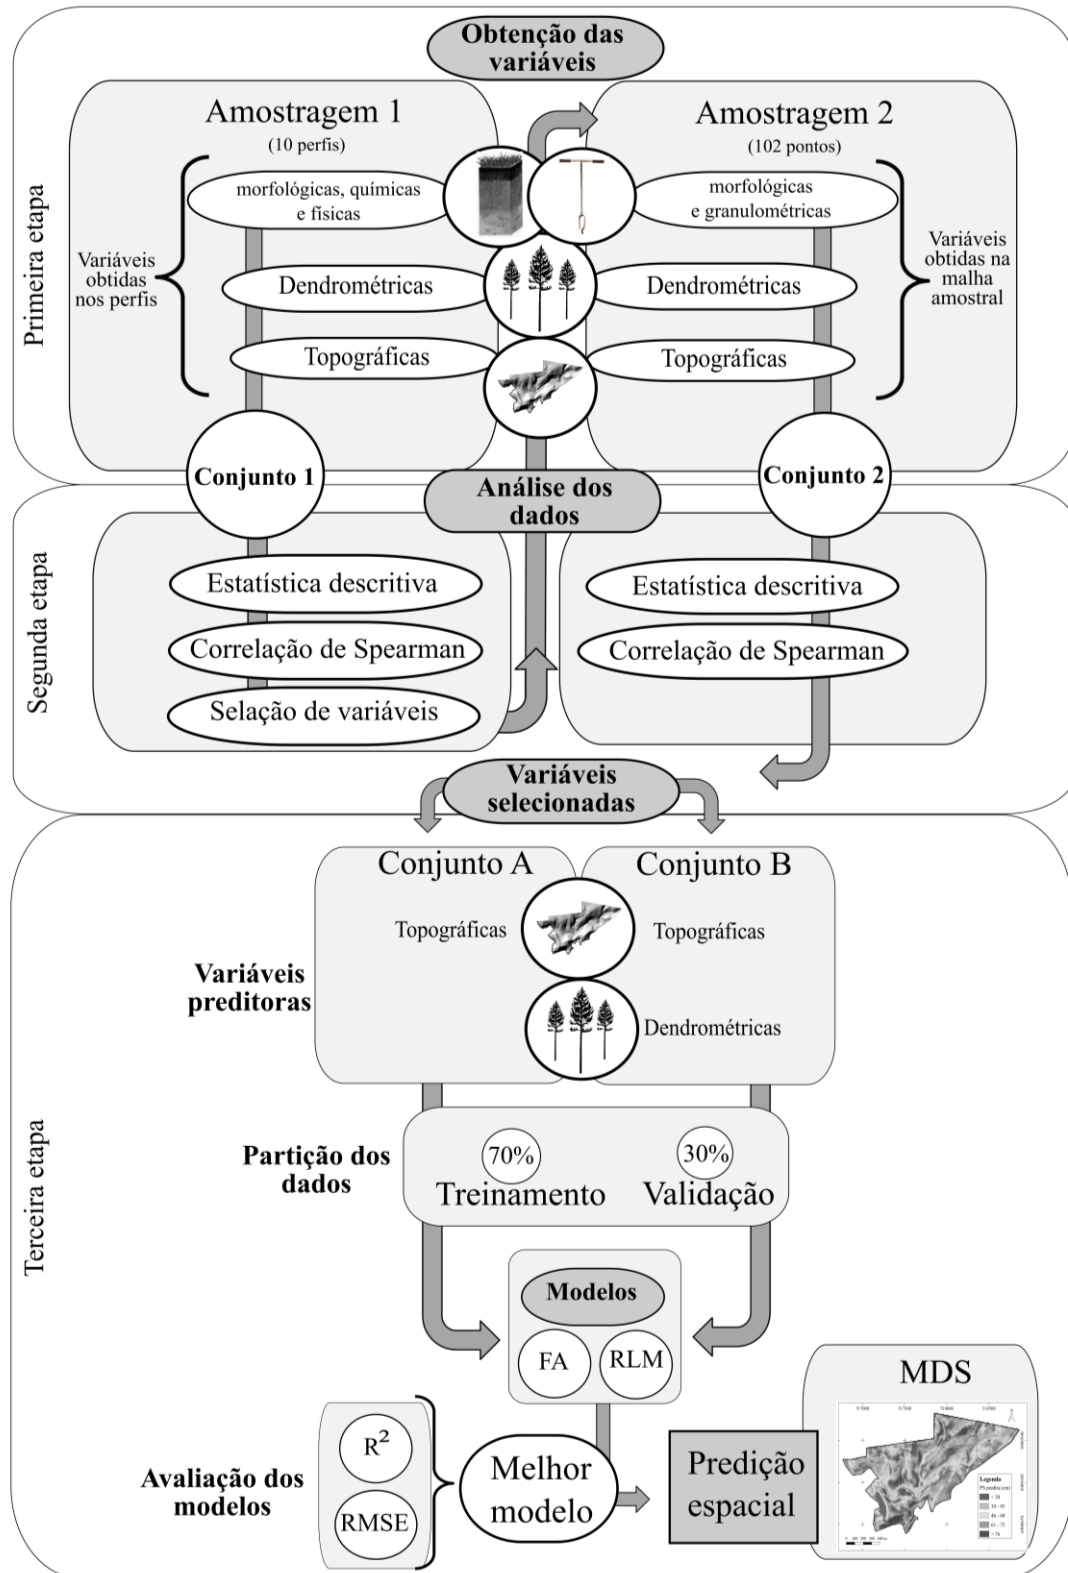 Obtenção das
variáveis
Primeira etapa
Amostragem 1
(10 perfis)
Variáveis
obtidas
nos perfis
morfológicas, químicas
e físicas
Dendrométricas
Topográficas
Conjunto 1
Amostragem 2
(102 pontos)
morfológicas
e granulométricas
Dendrométricas
Topográficas
Variáveis
obtidas na
malha
amostral
Conjunto 2
Análise dos
dados
Segunda etapa
Estatística descritiva
Correlação de Spearman
Selação de variáveis
Estatística descritiva
Correlação de Spearman
Variáveis
selecionadas
Terceira etapa
Variáveis
preditoras
Conjunto A
Topográficas
Conjunto B
Topográficas
Dendrométricas
Partição dos
dados
70%
Treinamento
30%
Validação
Modelos
FA
RLM
Avaliação dos
modelos
R²
RMSE
Melhor
modelo
Predição
espacial
MDS
Legenda